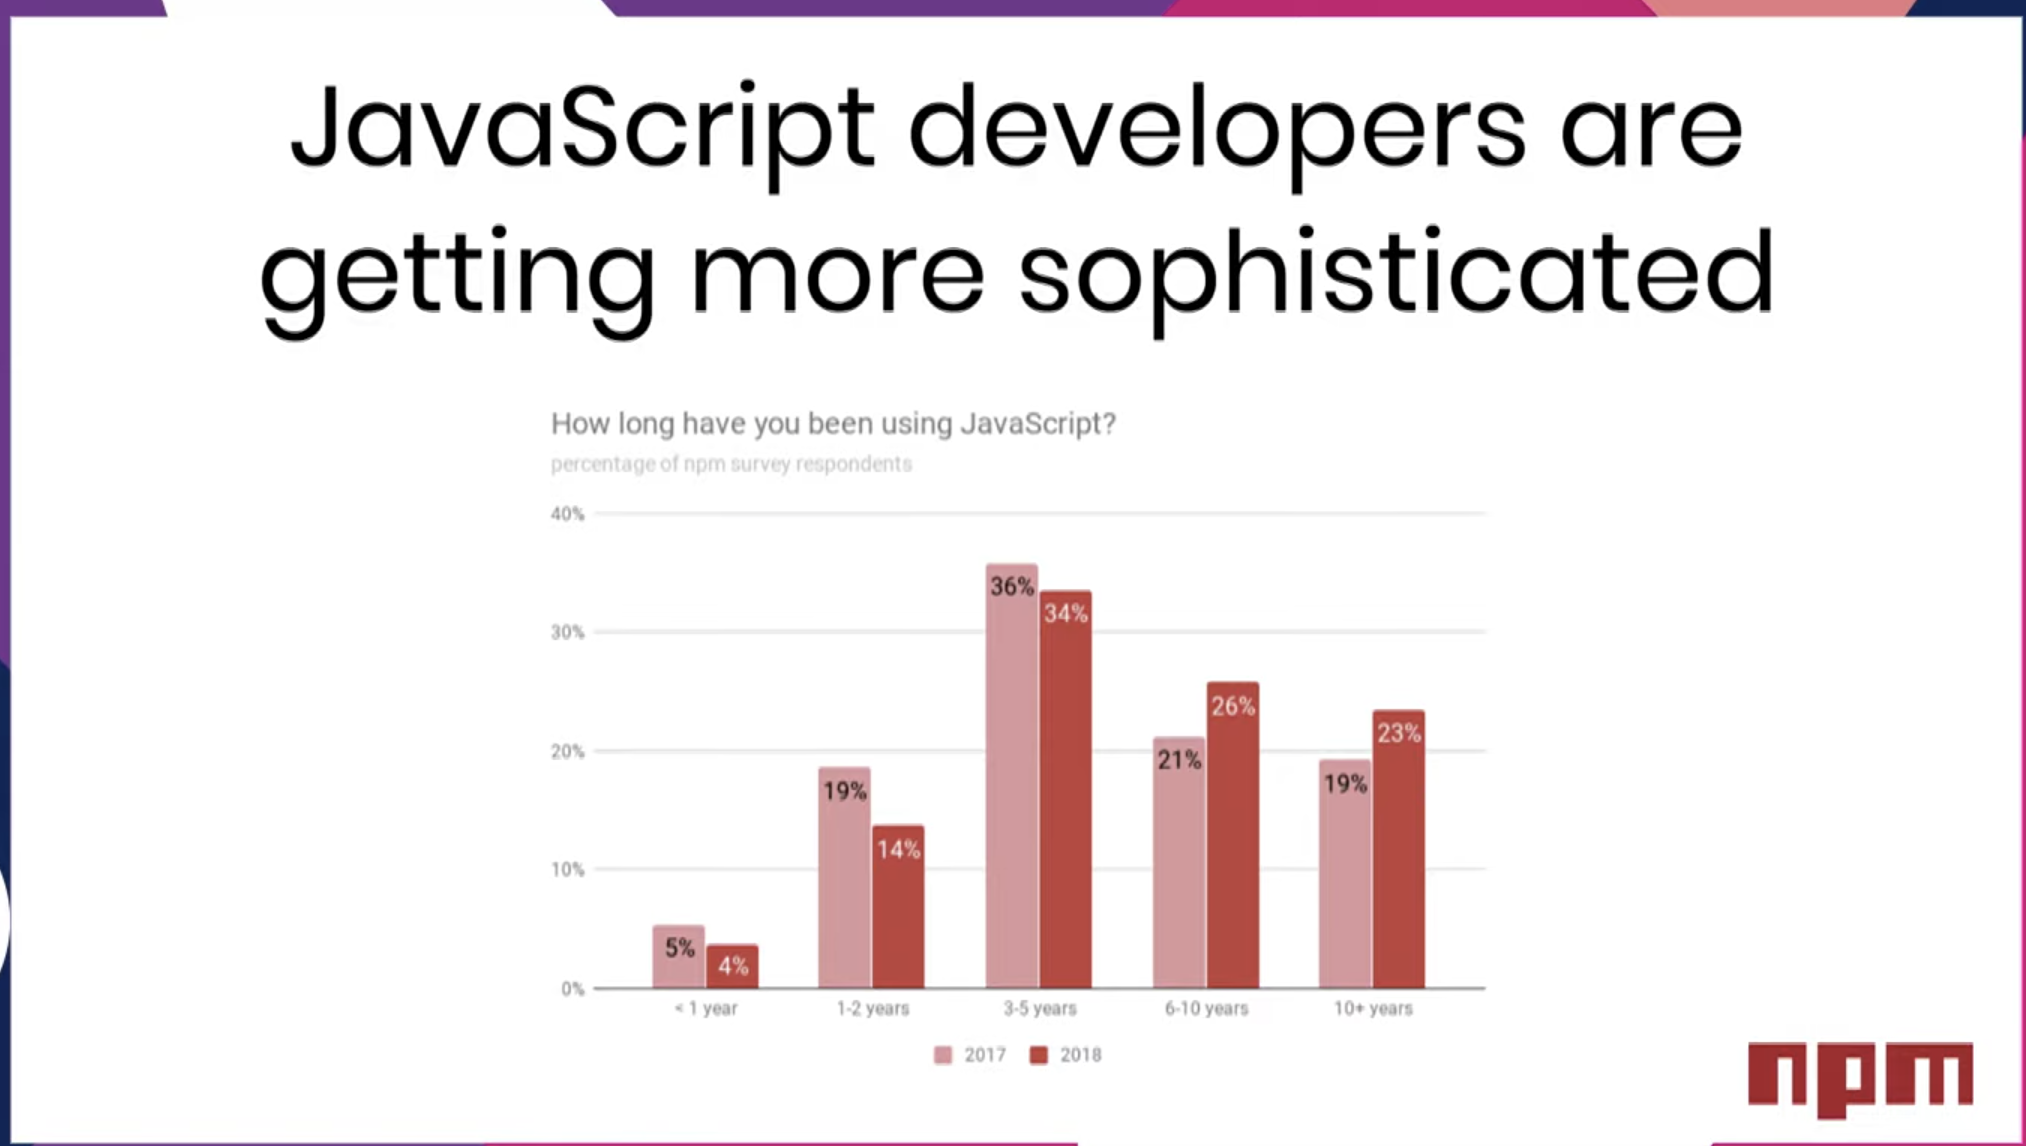 JavaScript developers are
getting more sophisticated
How long have you been using JavaScript?
percentage of npm survey respondents
40%
30%
20%
10%
0%
5%
4%
19%
14%
36%
34%
21%
26%
19%
23%
< 1 year
1-2 years
3-5 years
6-10 years
10+ years
2017
2018
npm